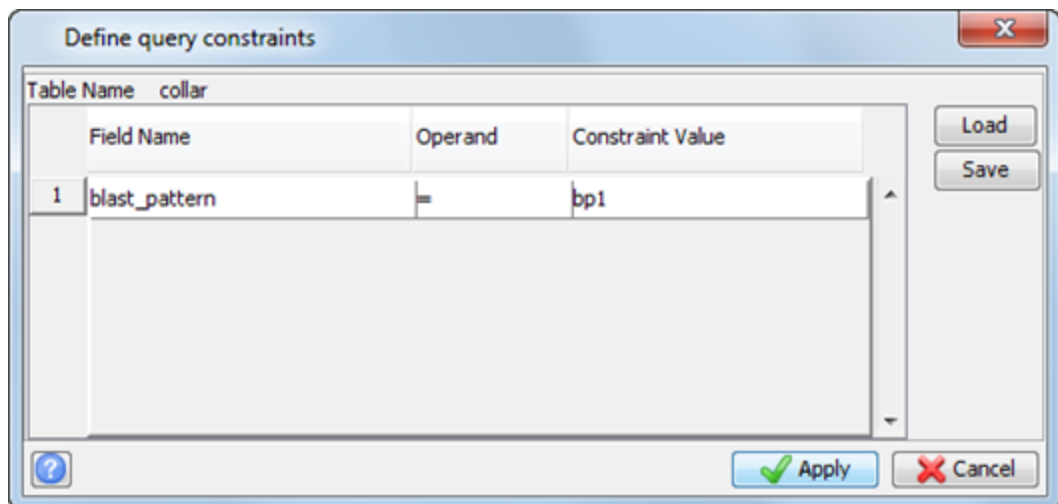 Define query constraints
Table Name collar
Field Name Operand Constraint Value
Load
Save
1 blast_pattern = bp1
Apply Cancel